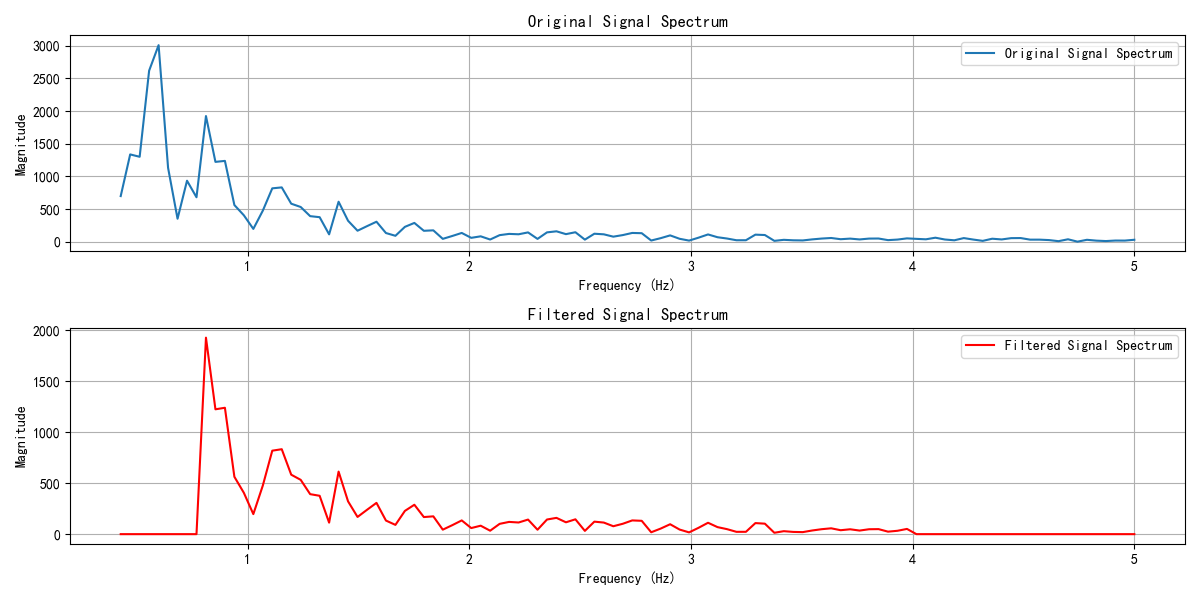 Original Signal Spectrum
Original Signal Spectrum
Magnitude
3000
2500
2000
1500
1000
500
0
1 2 3 4 5
Frequency (Hz)
Filtered Signal Spectrum
Filtered Signal Spectrum
Magnitude
2000
1500
1000
500
0
1 2 3 4 5
Frequency (Hz)